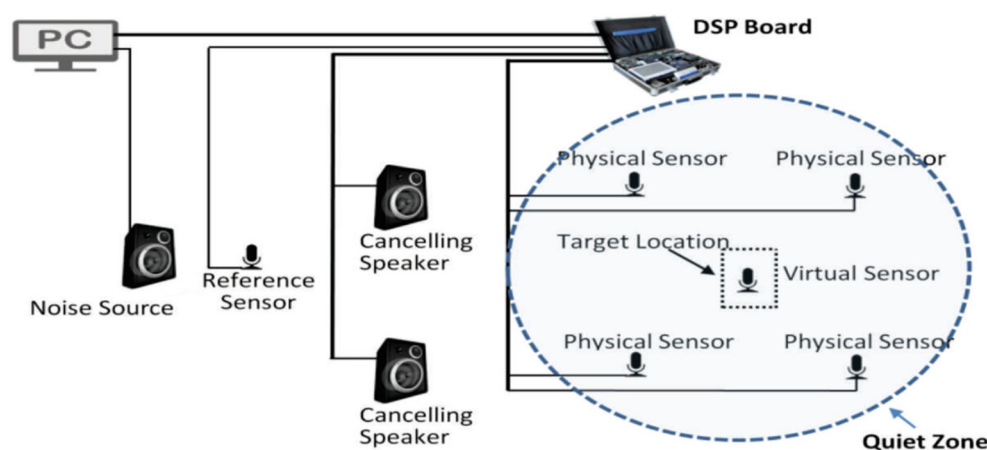 PC
DSP Board
Physical Sensor
Physical Sensor
Cancelling
Speaker
Target Location
Virtual Sensor
Reference
Sensor
Noise Source
Physical Sensor
Physical Sensor
Cancelling
Speaker
Quiet Zone